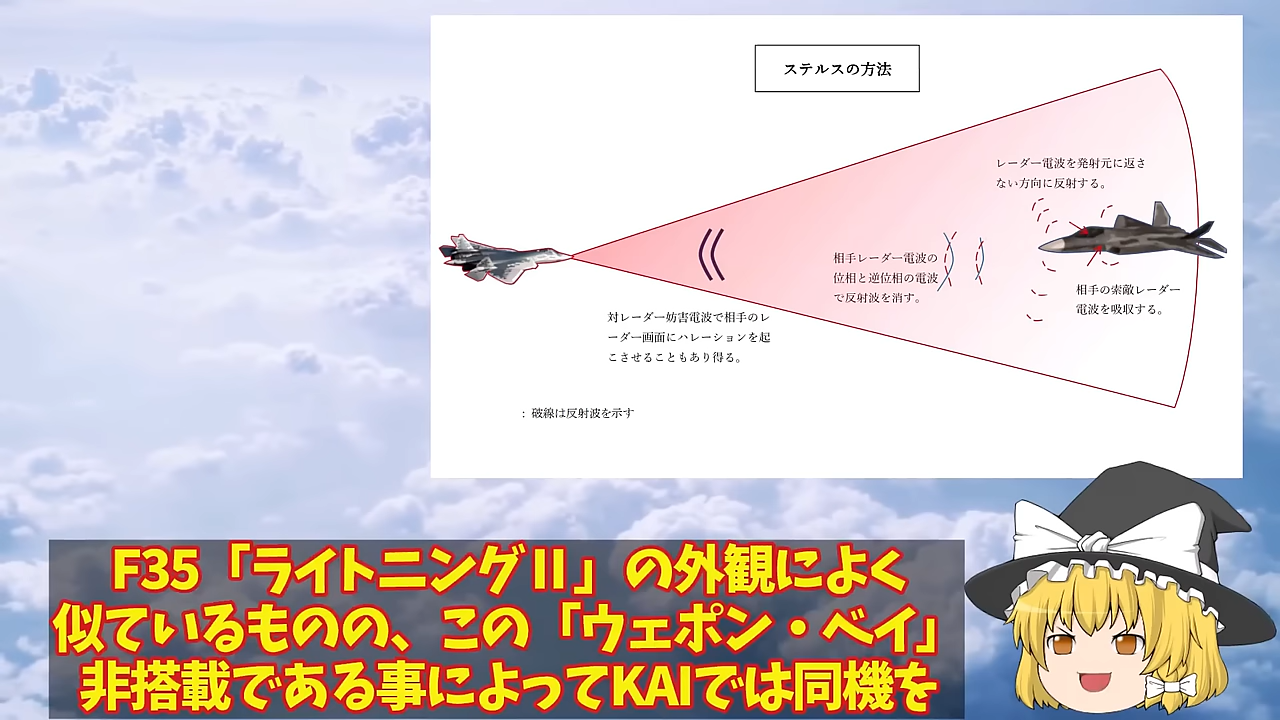 ステルスの方法
レーダー電波を発射元に返さ
ない方向に反射する。
相手レーダー電波の
位相と逆位相の電波
で反射波を消す。
相手の索敵レーダー
電波を吸収する。
対レーダー妨害電波で相手のレ
ーダー画面にハレーションを起
こさせることもあり得る。
：破線は反射波を示す
F35「ライトニングⅡ」の外観によく
似ているものの、この「ウェポン・ベイ」
非搭載である事によってKAIでは同機を